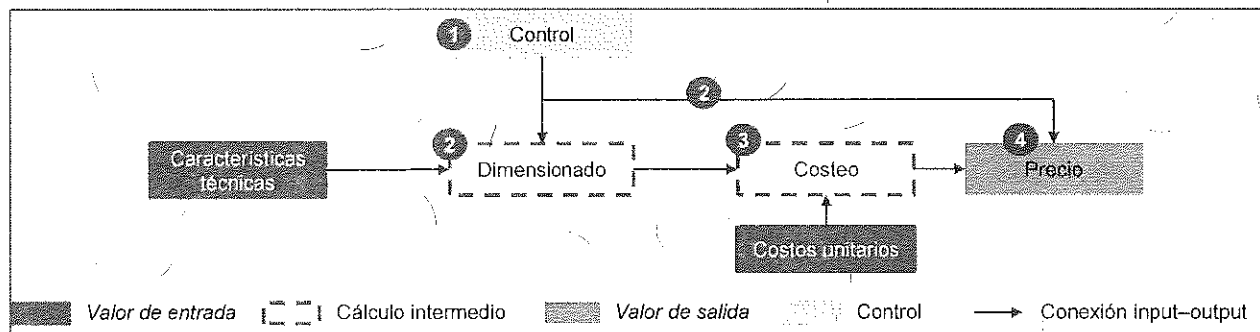 1 Control
2
Características
técnicas
2 Dimensionado
3 Costeo
4 Precio
Costos unitarios
Valor de entrada Cálculo intermedio Valor de salida Control Conexión input–output